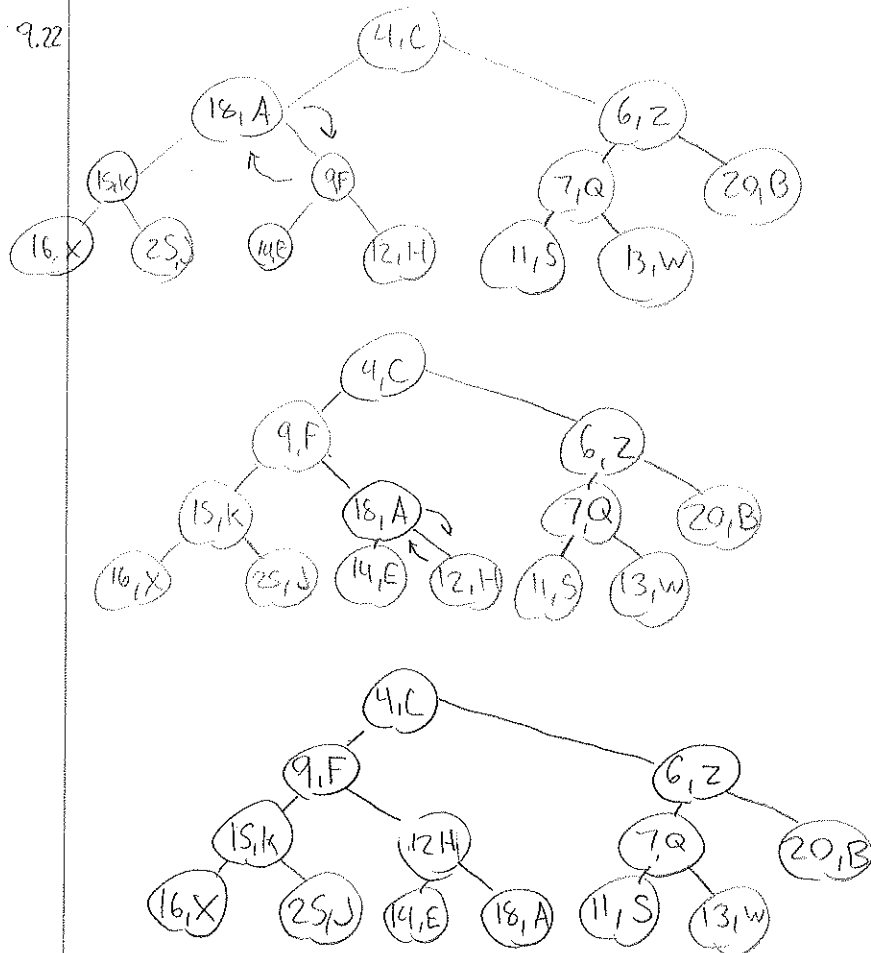 9.22
4,C
18,A 6,Z
15,K 9,F 7,Q 20,B
16,X 25,J 14,E 12,H 11,S 13,W
4,C
9,F 6,Z
15,K 18,A 7,Q 20,B
16,X 25,J 14,E 12,H 11,S 13,W
4,C
9,F 6,Z
15,K 12H 7,Q 20,B
16,X 25,J 14,E 18,A 11,S 13,W